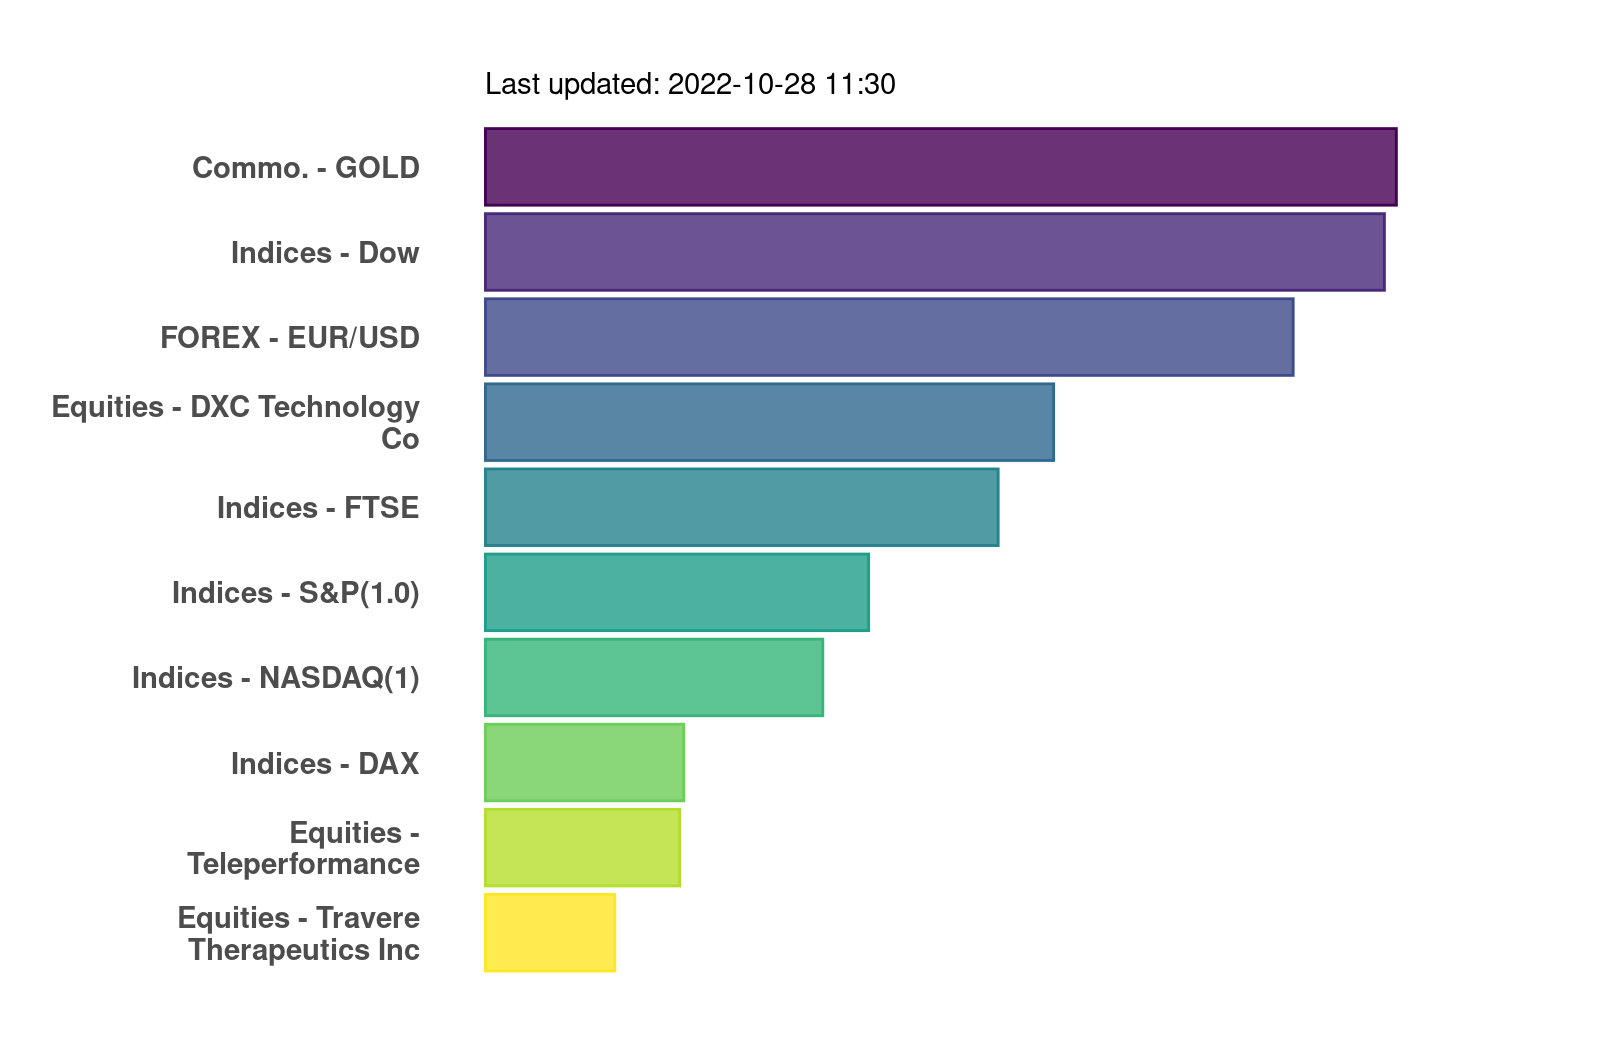 Last updated: 2022-10-28 11:30
Commo. - GOLD
Indices - Dow
FOREX - EUR/USD
Equities - DXC Technology
Co
Indices - FTSE
Indices - S&P(1.0)
Indices - NASDAQ(1)
Indices - DAX
Equities -
Teleperformance
Equities - Travere
Therapeutics Inc